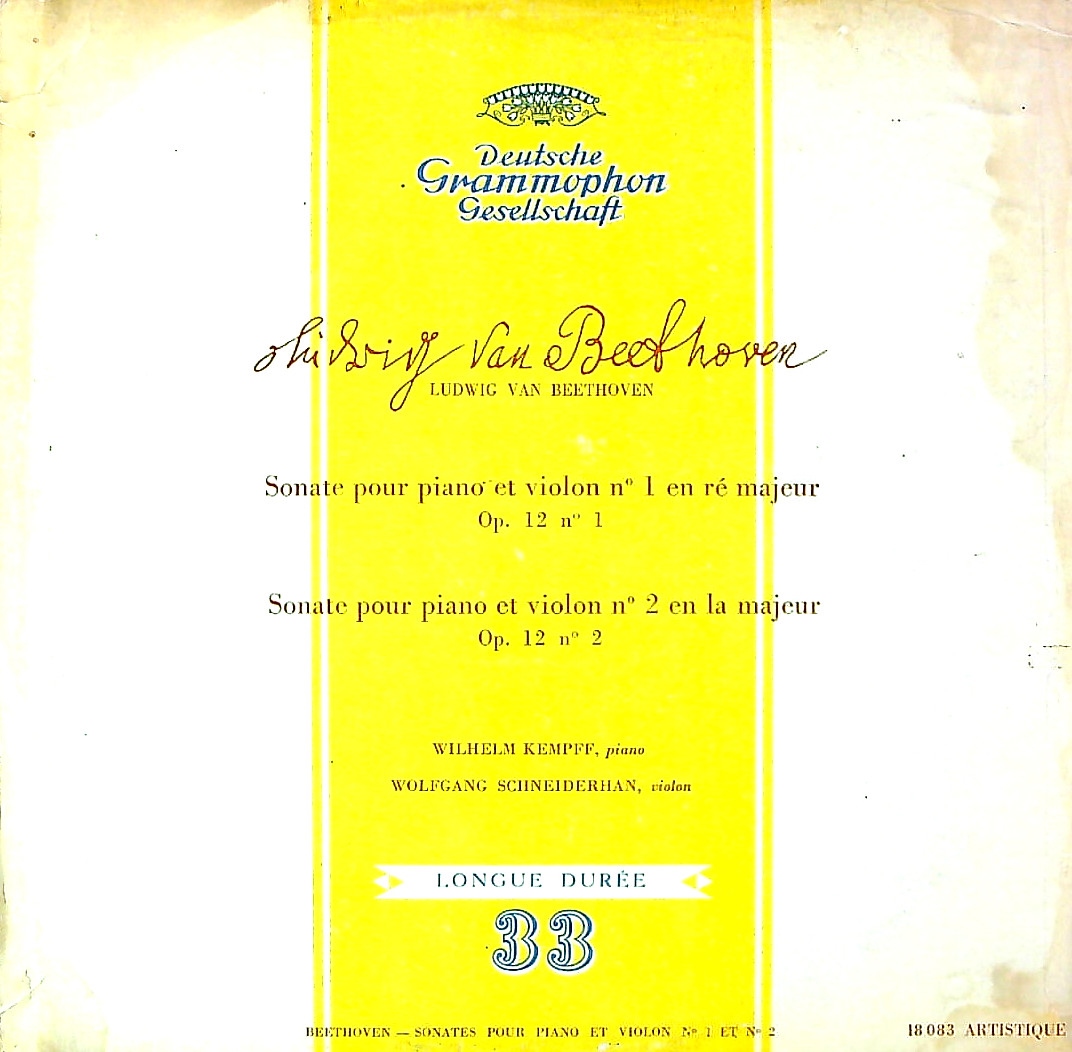 Deutsche
Grammophon
Gesellschaft
Ludwig van Beethoven
LUDWIG VAN BEETHOVEN
Sonate pour piano et violon nº 1 en ré majeur
Op. 12 nº 1
Sonate pour piano et violon nº 2 en la majeur
Op. 12 nº 2
WILHELM KEMPFF, piano
WOLFGANG SCHNEIDERHAN, violon
LONGUE DURÉE
33
BEETHOVEN — SONATES POUR PIANO ET VIOLON Nº 1 ET Nº 2
18083 ARTISTIQUE